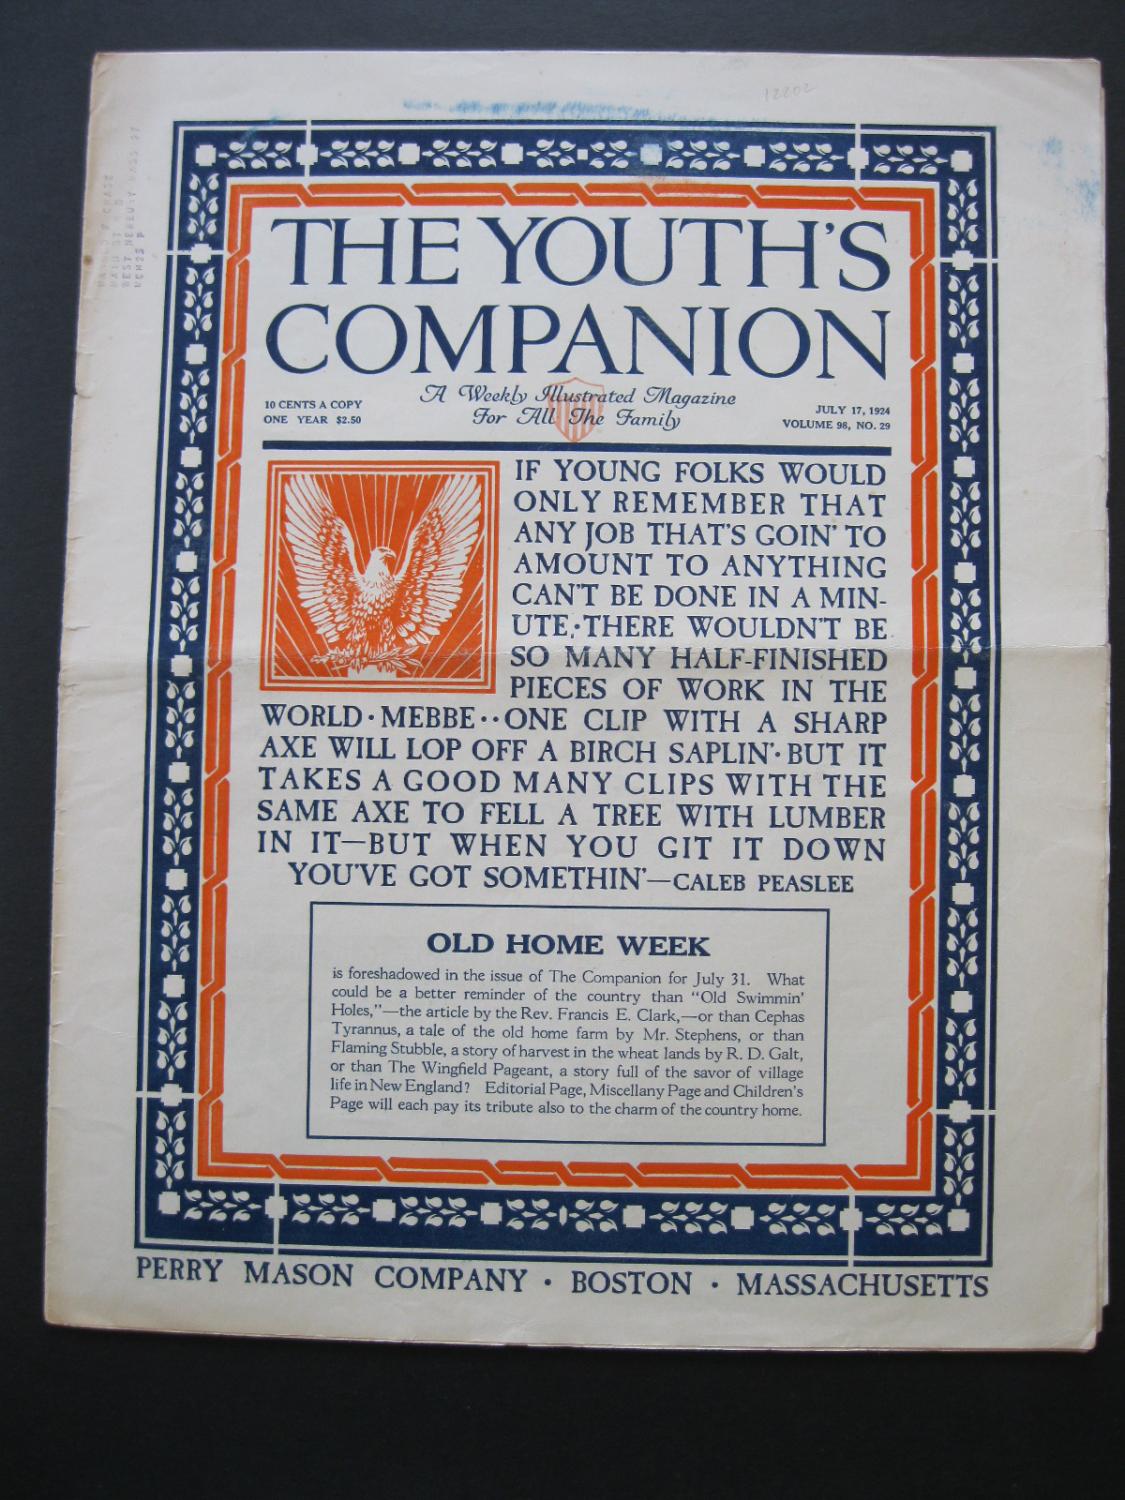 12202
THE YOUTH'S
COMPANION
A Weekly Illustrated Magazine
For All The Family
10 CENTS A COPY
ONE YEAR $2.50
JULY 17, 1924
VOLUME 98, NO. 29
IF YOUNG FOLKS WOULD
ONLY REMEMBER THAT
ANY JOB THAT'S GOIN' TO
AMOUNT TO ANYTHING
CAN'T BE DONE IN A MIN-
UTE,·THERE WOULDN'T BE
SO MANY HALF-FINISHED
PIECES OF WORK IN THE
WORLD·MEBBE··ONE CLIP WITH A SHARP
AXE WILL LOP OFF A BIRCH SAPLIN'·BUT IT
TAKES A GOOD MANY CLIPS WITH THE
SAME AXE TO FELL A TREE WITH LUMBER
IN IT—BUT WHEN YOU GIT IT DOWN
YOU'VE GOT SOMETHIN'—CALEB PEASLEE
OLD HOME WEEK
is foreshadowed in the issue of The Companion for July 31. What
could be a better reminder of the country than "Old Swimmin'
Holes,"—the article by the Rev. Francis E. Clark,—or than Cephas
Tyrannus, a tale of the old home farm by Mr. Stephens, or than
Flaming Stubble, a story of harvest in the wheat lands by R. D. Galt,
or than The Wingfield Pageant, a story full of the savor of village
life in New England? Editorial Page, Miscellany Page and Children's
Page will each pay its tribute also to the charm of the country home.
PERRY MASON COMPANY · BOSTON · MASSACHUSETTS